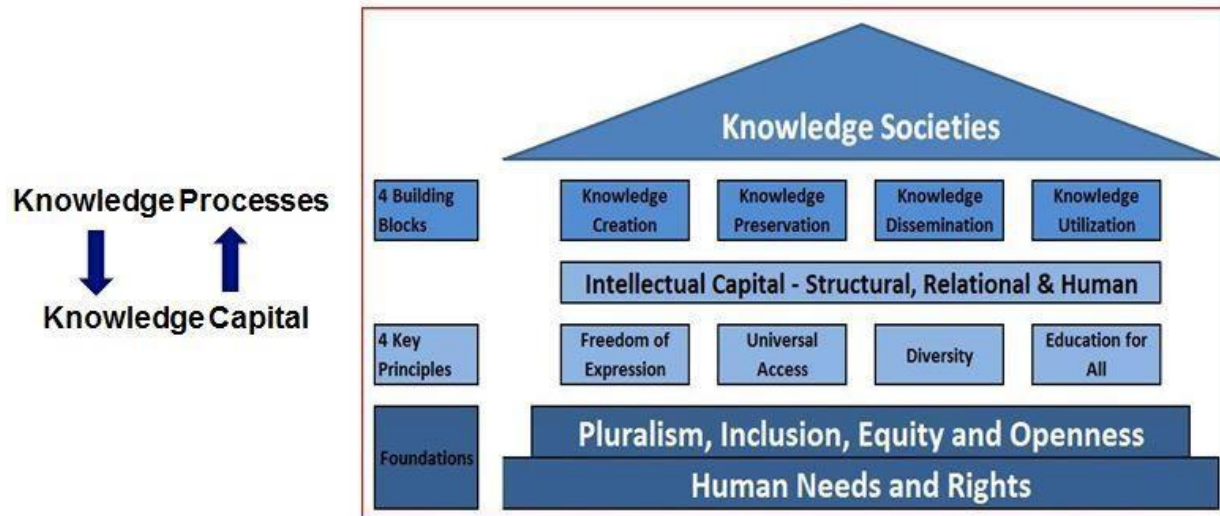 Knowledge Processes
Knowledge Capital
Knowledge Societies
4 Building
Blocks
Knowledge
Creation
Knowledge
Preservation
Knowledge
Dissemination
Knowledge
Utilization
Intellectual Capital - Structural, Relational & Human
4 Key
Principles
Freedom of
Expression
Universal
Access
Diversity
Education for
All
Foundations
Pluralism, Inclusion, Equity and Openness
Human Needs and Rights